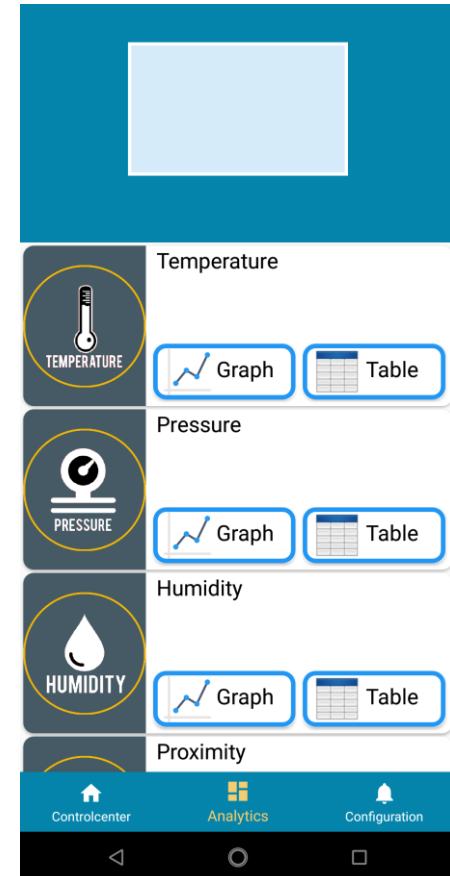 Temperature
TEMPERATURE
Graph
Table
Pressure
PRESSURE
Graph
Table
Humidity
HUMIDITY
Graph
Table
Proximity
Controlcenter
Analytics
Configuration